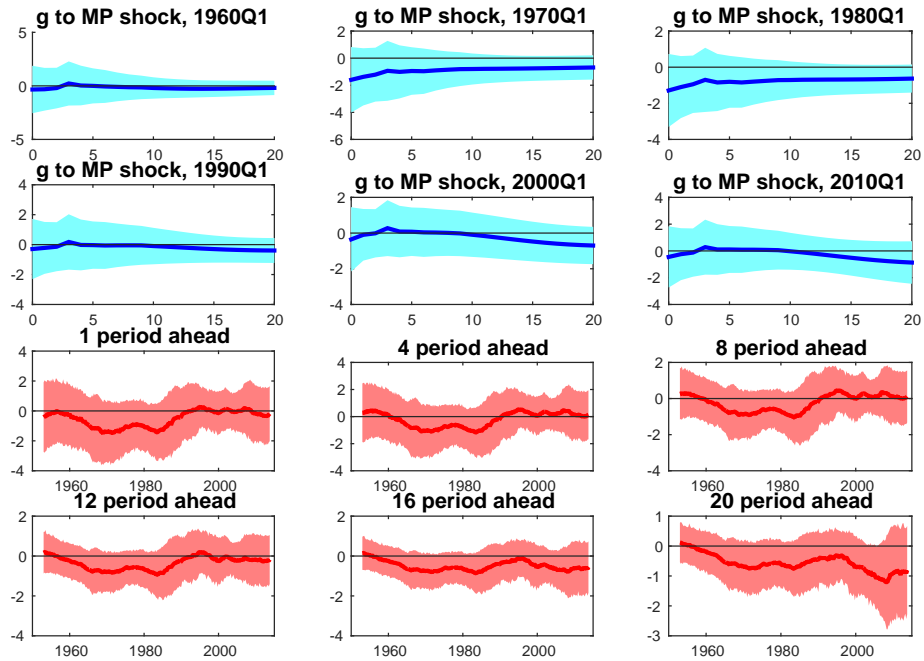 g to MP shock, 1960Q1
g to MP shock, 1970Q1
g to MP shock, 1980Q1
5
0
-5
0 5 10 15 20
2
0
-2
-4
-6
0 5 10 15 20
2
0
-2
-4
0 5 10 15 20
g to MP shock, 1990Q1
g to MP shock, 2000Q1
g to MP shock, 2010Q1
4
2
0
-2
-4
0 5 10 15 20
2
0
-2
-4
0 5 10 15 20
4
2
0
-2
-4
0 5 10 15 20
1 period ahead
4 period ahead
8 period ahead
4
2
0
-2
-4
1960 1980 2000
4
2
0
-2
-4
1960 1980 2000
2
0
-2
-4
1960 1980 2000
12 period ahead
16 period ahead
20 period ahead
2
0
-2
-4
1960 1980 2000
2
0
-2
-4
1960 1980 2000
1
0
-1
-2
-3
1960 1980 2000